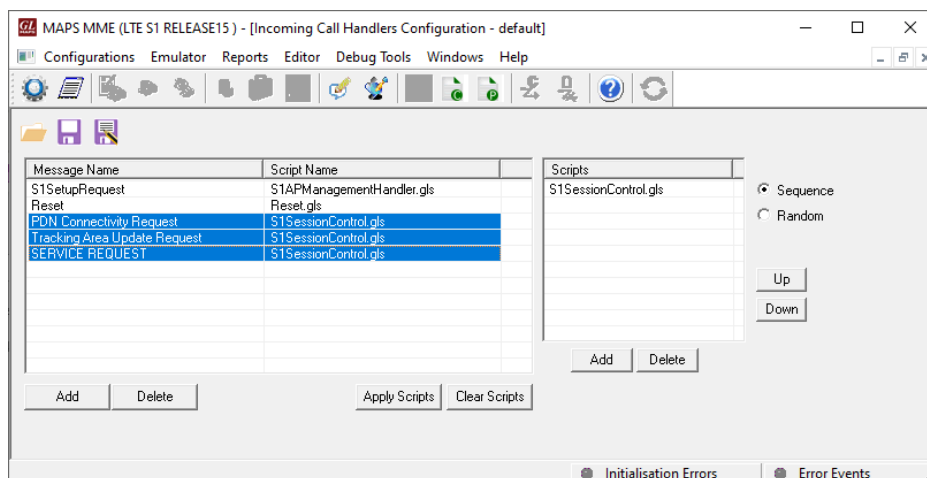 GL MAPS MAPS MME (LTE S1 RELEASE15 ) - [Incoming Call Handlers Configuration - default]
Configurations Emulator Reports Editor Debug Tools Windows Help
Message Name Script Name Scripts
S1SetupRequest S1APManagementHandler.gls S1SessionControl.gls Sequence
Reset Reset.gls
PDN Connectivity Request S1SessionControl.gls Random
Tracking Area Update Request S1SessionControl.gls
SERVICE REQUEST S1SessionControl.gls
Up
Down
Add Delete
Add Delete Apply Scripts Clear Scripts
Initialisation Errors Error Events